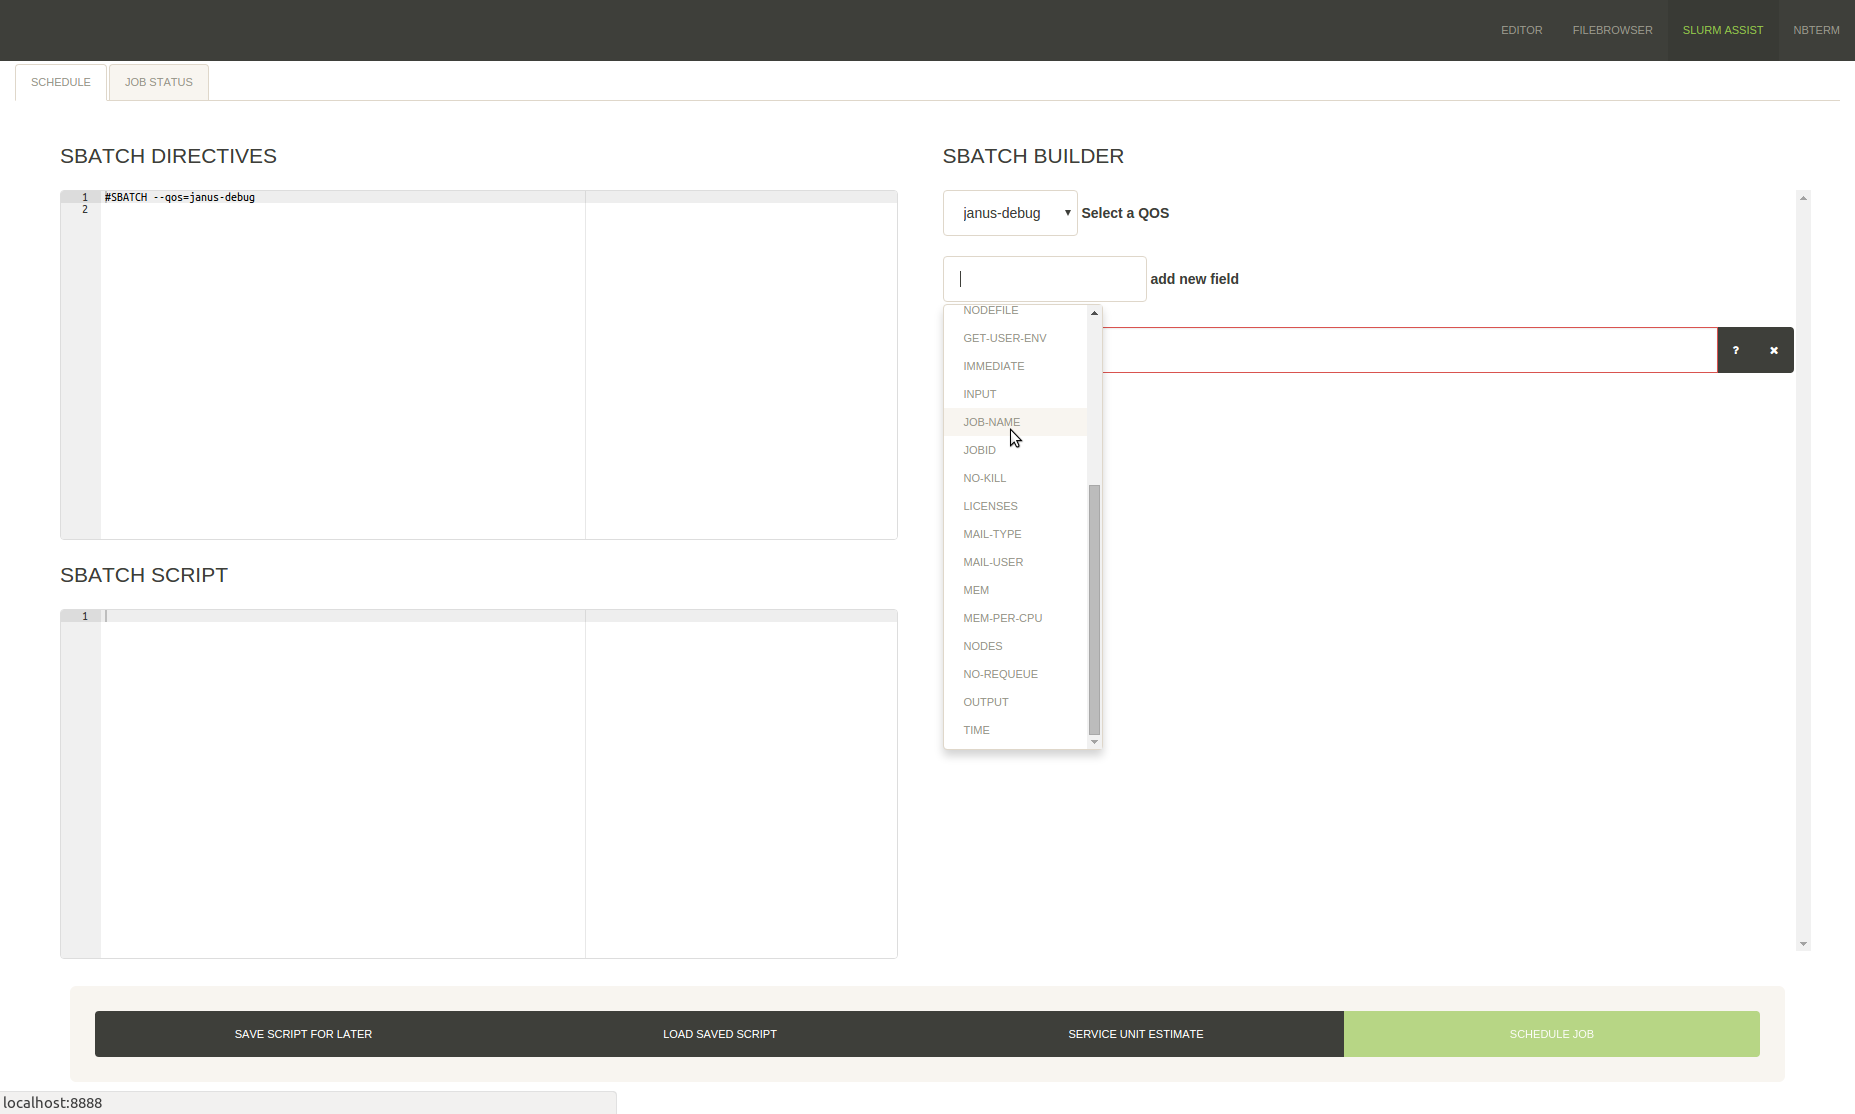 EDITOR FILEBROWSER SLURM ASSIST NBTERM
SCHEDULE JOB STATUS
SBATCH DIRECTIVES
1 #SBATCH --qos=janus-debug
2
SBATCH SCRIPT
1
SBATCH BUILDER
janus-debug Select a QOS
add new field
NODEFILE
GET-USER-ENV
?
IMMEDIATE
INPUT
JOB-NAME
JOBID
NO-KILL
LICENSES
MAIL-TYPE
MAIL-USER
MEM
MEM-PER-CPU
NODES
NO-REQUEUE
OUTPUT
TIME
SAVE SCRIPT FOR LATER LOAD SAVED SCRIPT SERVICE UNIT ESTIMATE SCHEDULE JOB
localhost:8888